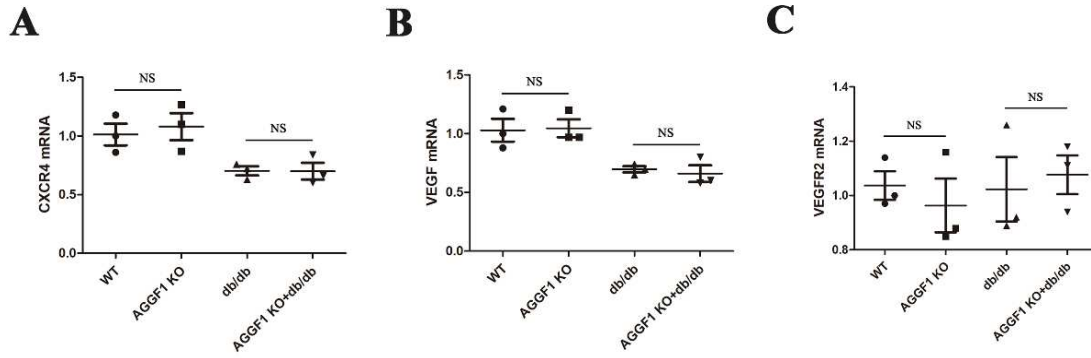 A
CXCR4 mRNA
1.5
1.0
0.5
0.0
NS
NS
WT
AGGF1 KO
db/db
AGGF1 KO+db/db
B
VEGF mRNA
1.5
1.0
0.5
0.0
NS
NS
WT
AGGF1 KO
db/db
AGGF1 KO+db/db
C
VEGFR2 mRNA
1.4
1.2
1.0
0.8
NS
NS
WT
AGGF1 KO
db/db
AGGF1 KO+db/db